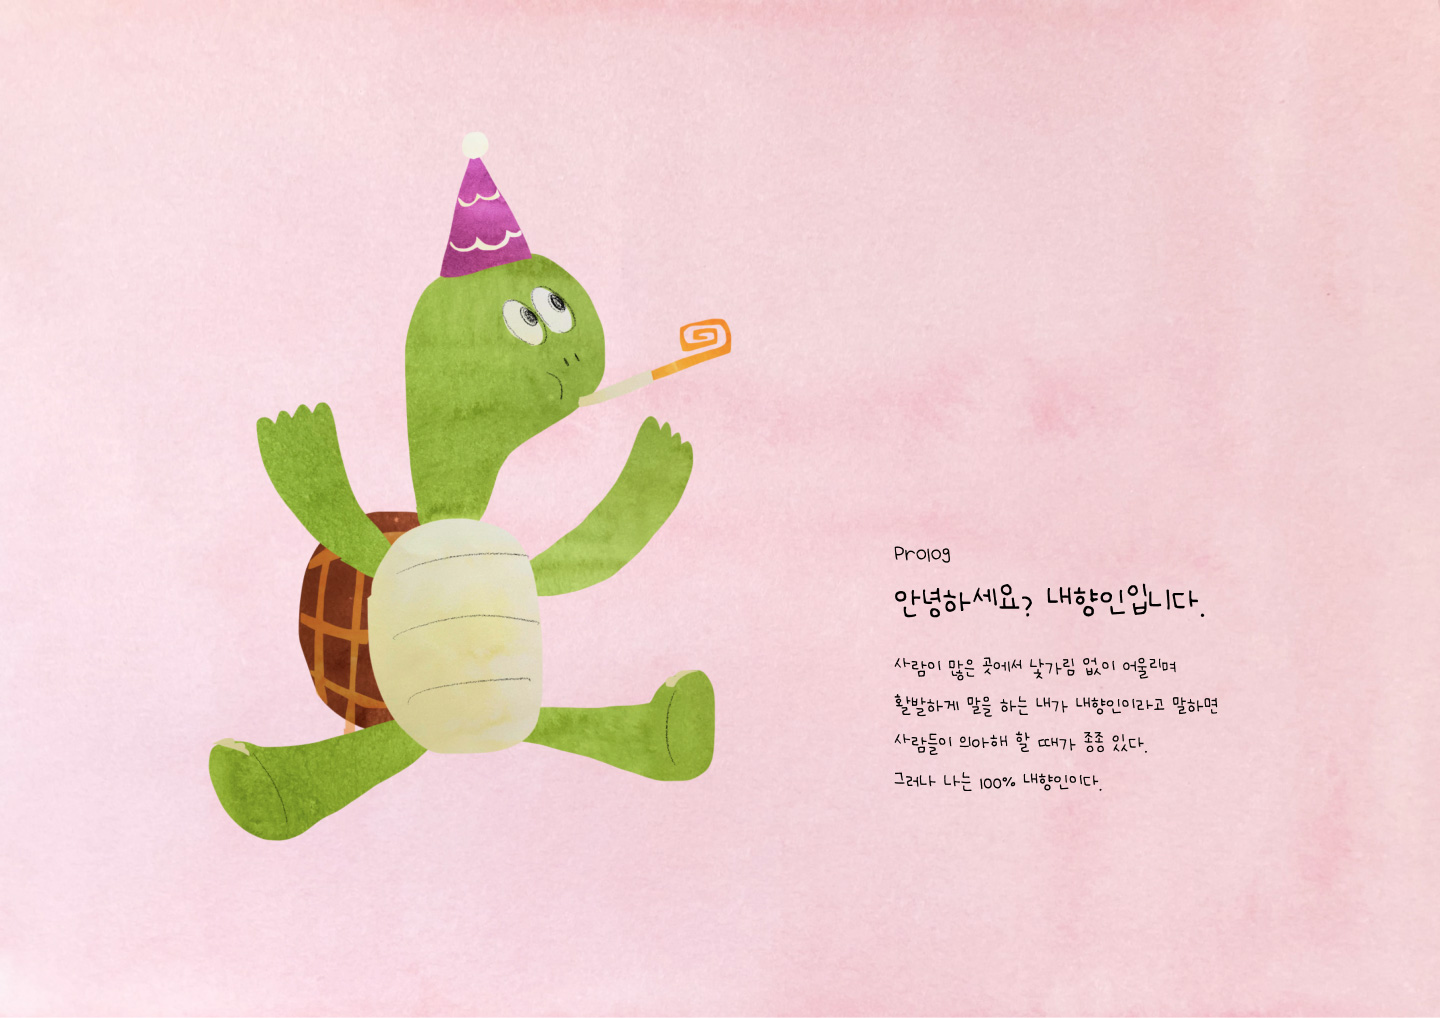 Prolog
안녕하세요? 내향인입니다.
사람이 많은 곳에서 낯가림 없이 어울리며
활발하게 말을 하는 내가 내향인이라고 말하면
사람들이 의아해 할 때가 종종 있다.
그러나 나는 100% 내향인이다.